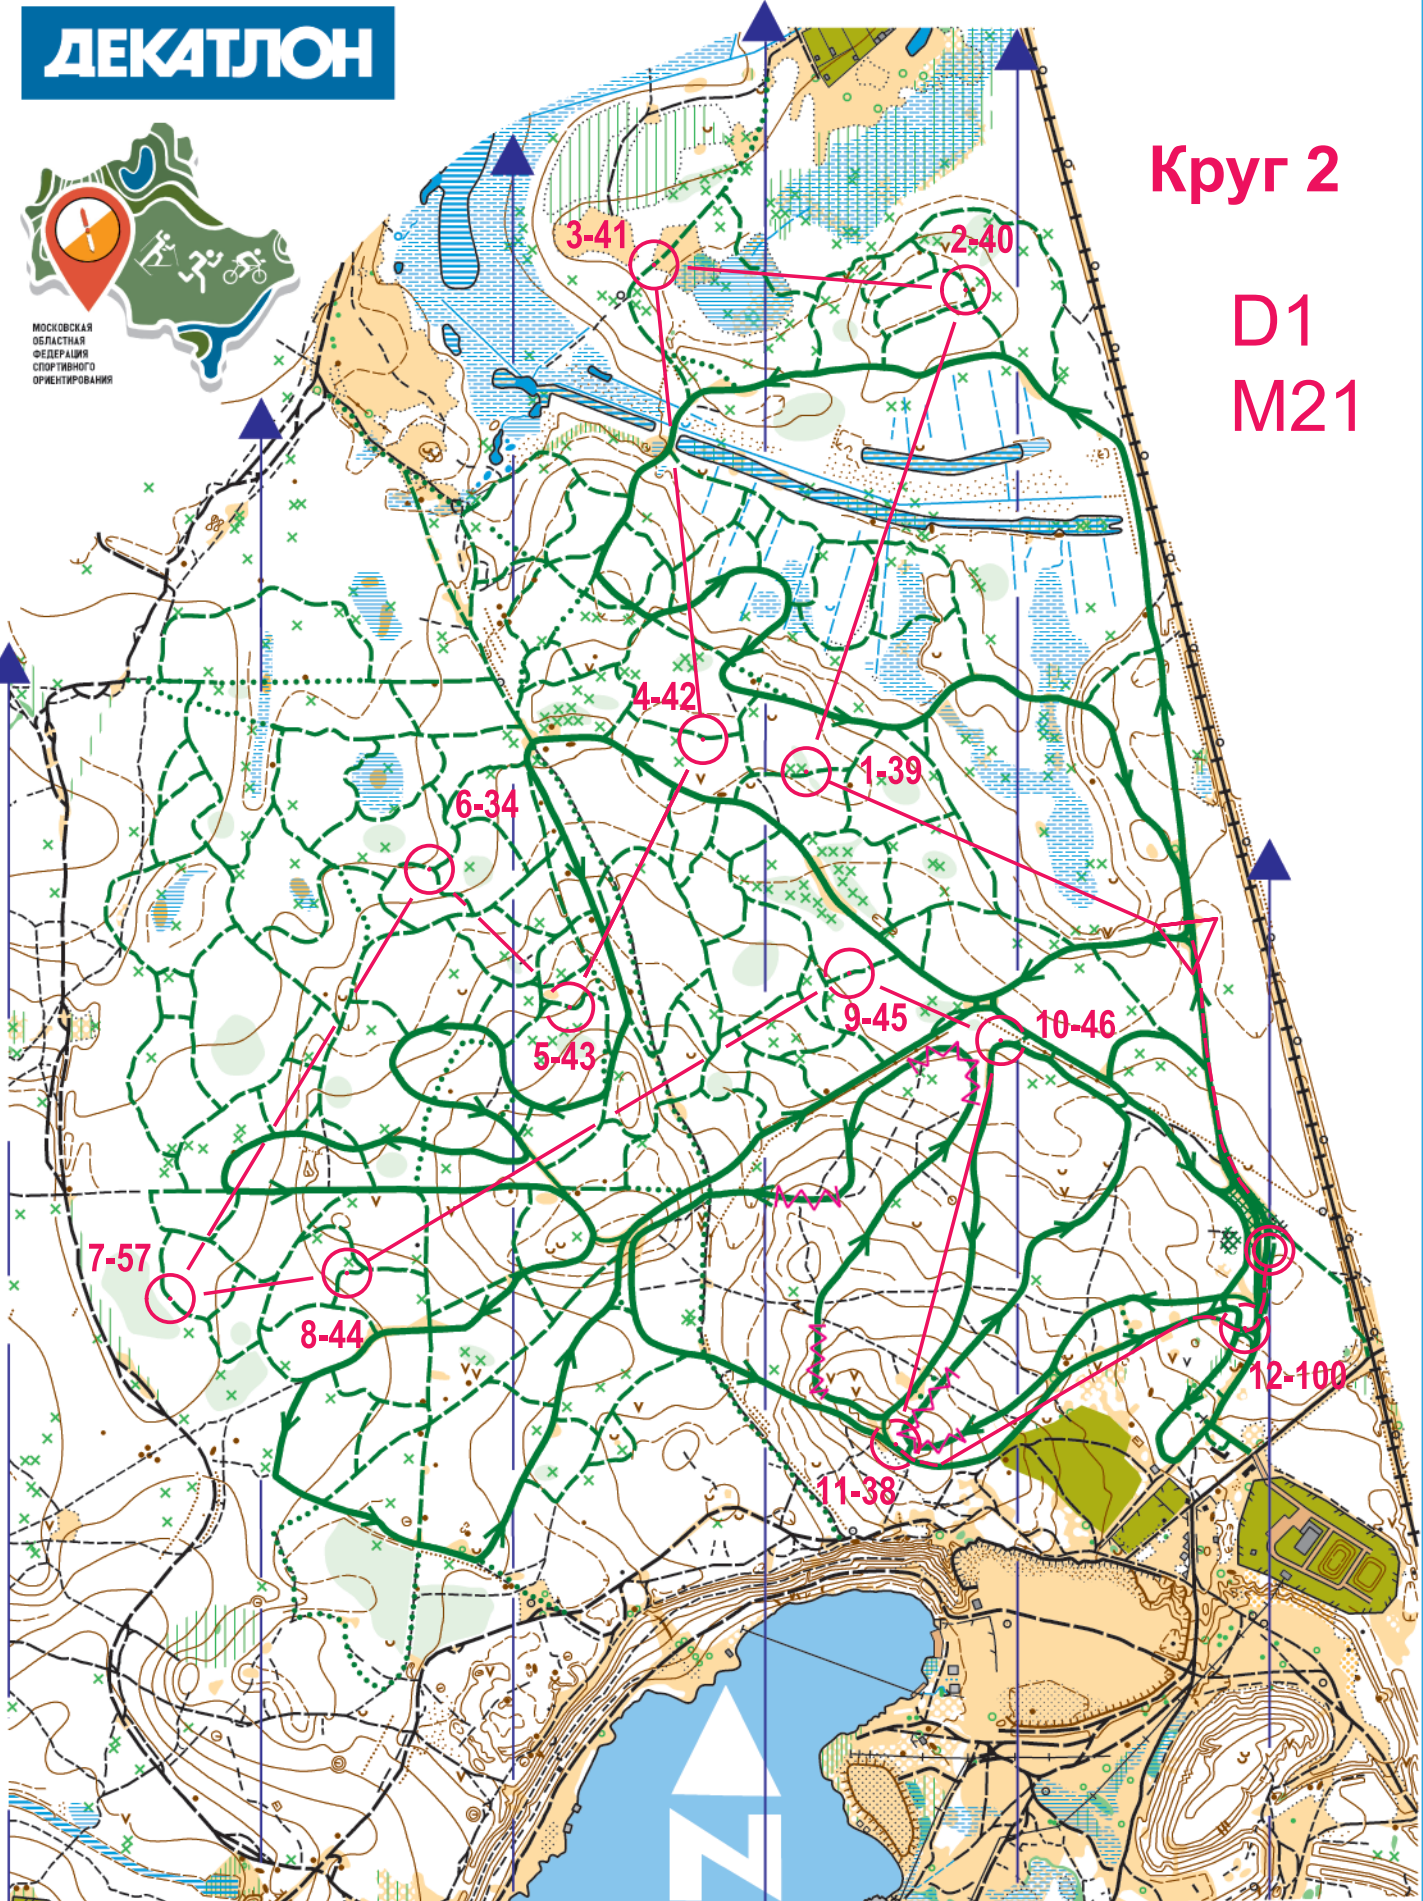 ДЕКАТЛОН
МОСКОВСКАЯ
ОБЛАСТНАЯ
ФЕДЕРАЦИЯ
СПОРТИВНОГО
ОРИЕНТИРОВАНИЯ
Круг 2
D1
M21
3-41
2-40
4-42
1-39
6-34
9-45
10-46
5-43
7-57
8-44
12-100
11-38
N